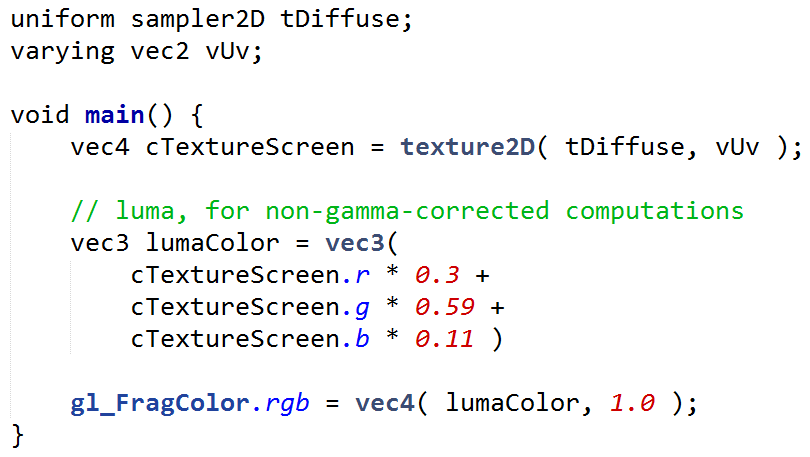 uniform sampler2D tDiffuse;
varying vec2 vUv;
void main() {
vec4 cTextureScreen = texture2D( tDiffuse, vUv );
// luma, for non-gamma-corrected computations
vec3 lumaColor = vec3(
cTextureScreen.r * 0.3 +
cTextureScreen.g * 0.59 +
cTextureScreen.b * 0.11 )
gl_FragColor.rgb = vec4( lumaColor, 1.0 );
}